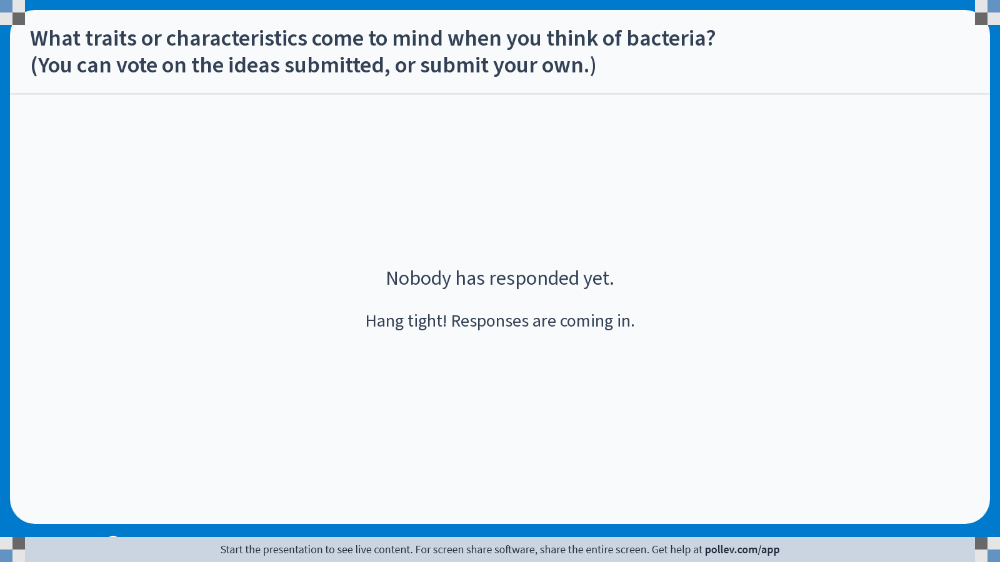 What traits or characteristics come to mind when you think of bacteria?
(You can vote on the ideas submitted, or submit your own.)
Nobody has responded yet.
Hang tight! Responses are coming in.
Start the presentation to see live content. For screen share software, share the entire screen. Get help at pollev.com/app